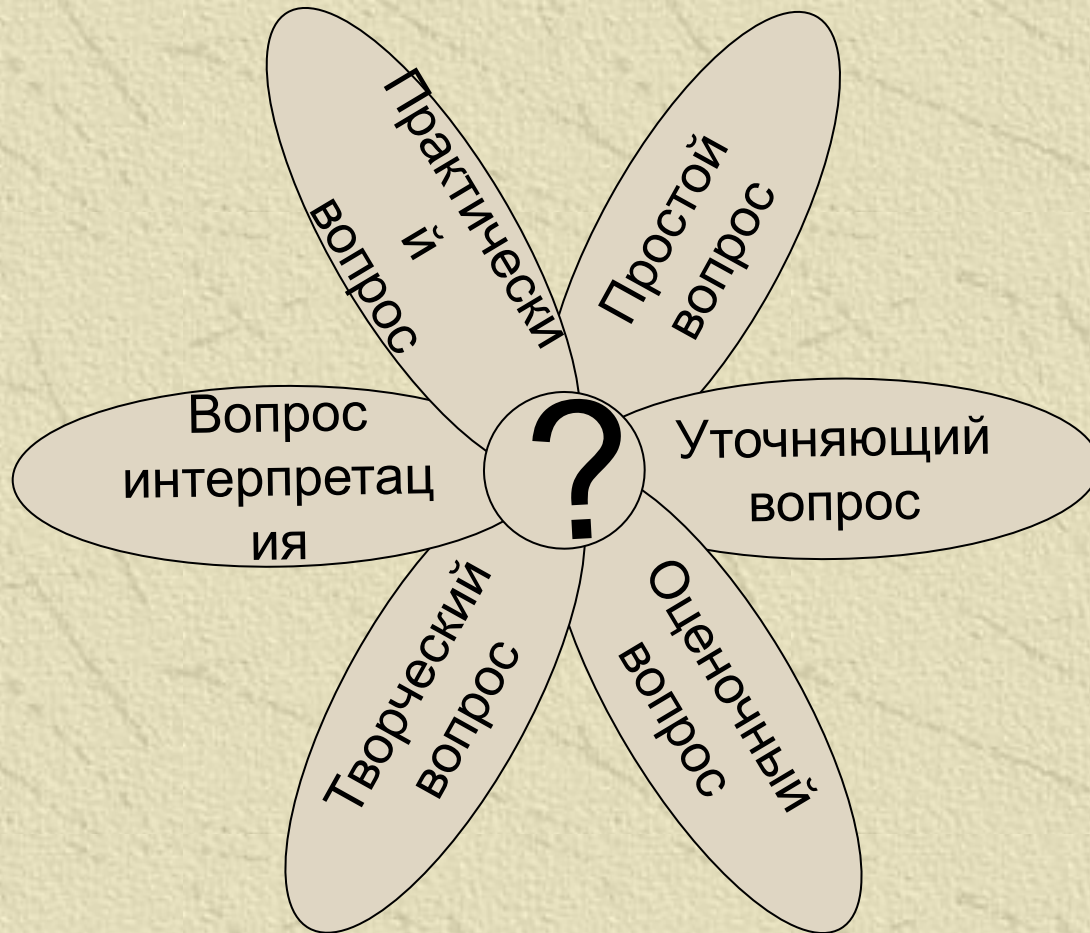 Практически
й
вопрос
Простой
вопрос
Вопрос
интерпретац
ия
?
Уточняющий
вопрос
Творческий
вопрос
Оценочный
вопрос